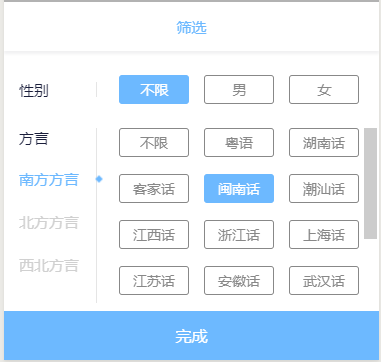 筛选
性别 不限 男 女
方言 不限 粤语 湖南话
南方方言 客家话 闽南话 潮汕话
北方方言 江西话 浙江话 上海话
西北方言 江苏话 安徽话 武汉话
完成